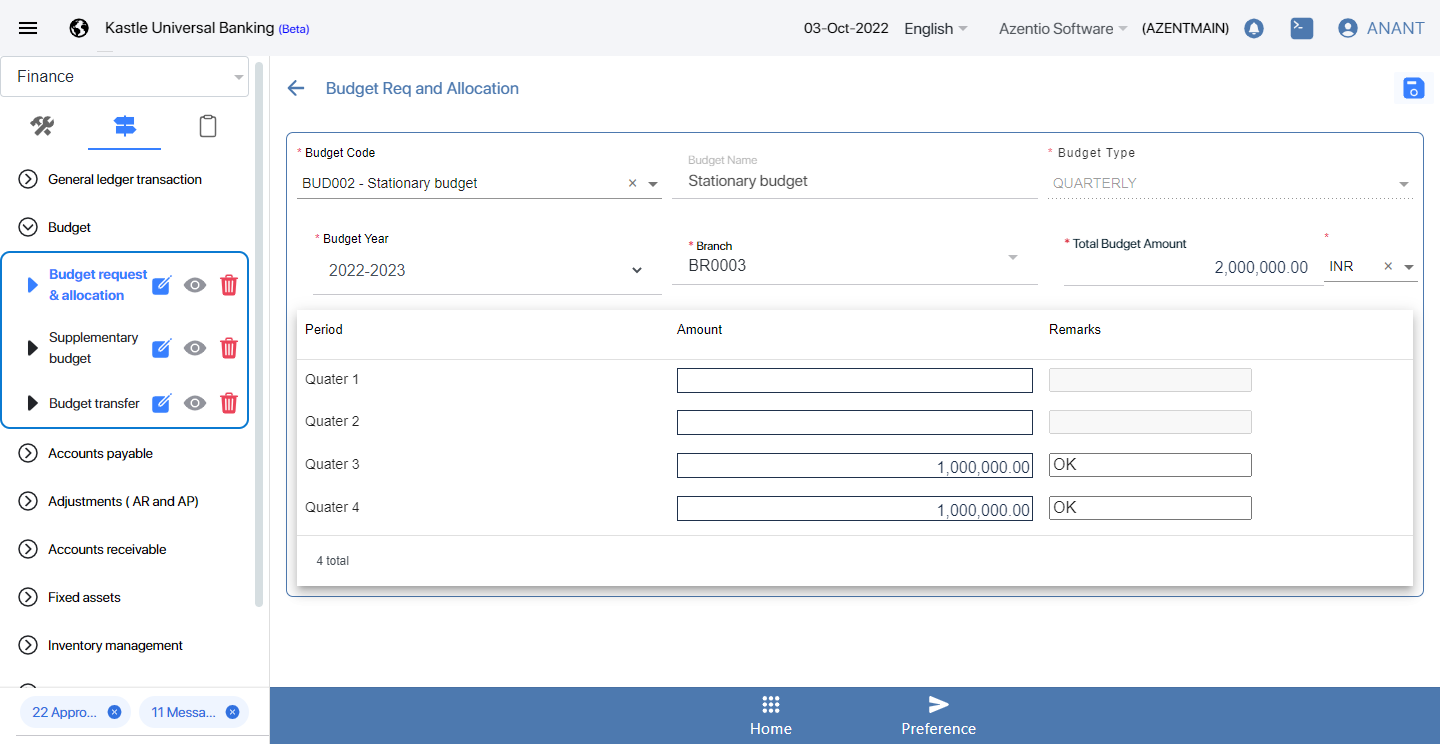 Kastle Universal Banking (Beta)
03-Oct-2022
English
Azentio Software
(AZENTMAIN)
ANANT
Finance
General ledger transaction
Budget
Budget request
& allocation
Supplementary
budget
Budget transfer
Accounts payable
Adjustments ( AR and AP)
Accounts receivable
Fixed assets
Inventory management
22 Appro...
11 Messa...
Budget Req and Allocation
* Budget Code
BUD002 - Stationary budget
Budget Name
Stationary budget
* Budget Type
QUARTERLY
* Budget Year
2022-2023
* Branch
BR0003
* Total Budget Amount
2,000,000.00
*
INR
Period Amount Remarks
Quater 1
Quater 2
Quater 3 1,000,000.00 OK
Quater 4 1,000,000.00 OK
4 total
Home
Preference